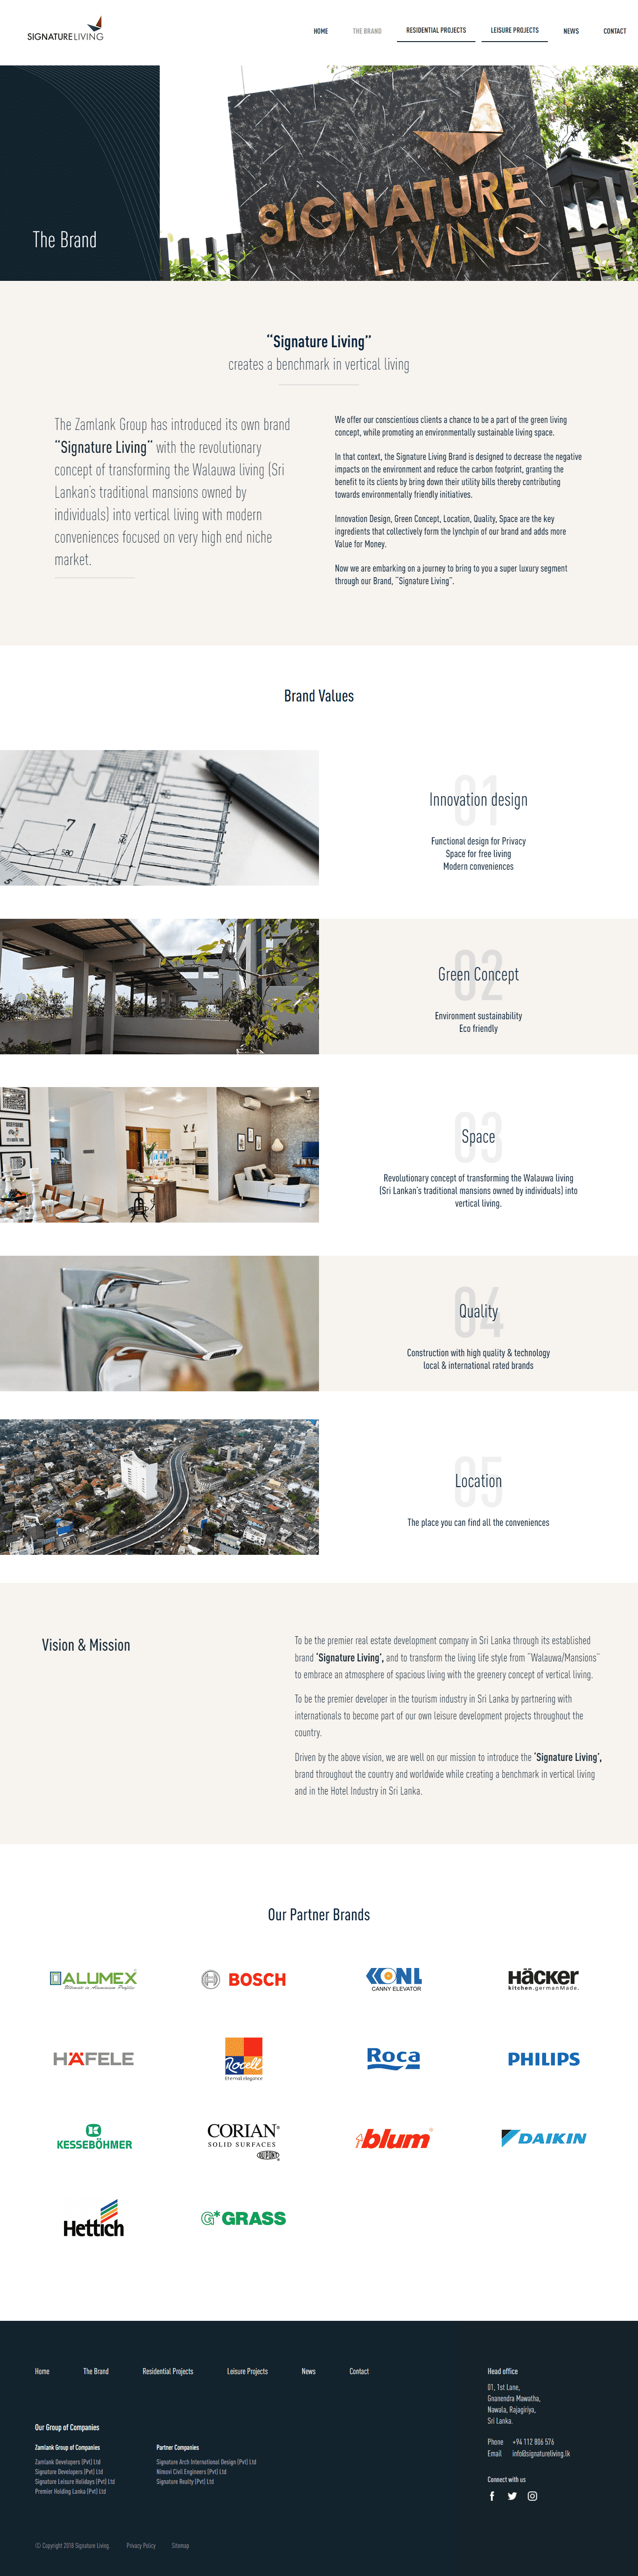 SIGNATURELIVING
HOME
THE BRAND
RESIDENTIAL PROJECTS
LEISURE PROJECTS
NEWS
CONTACT
SIGNATURE
LIVING
The Brand
“Signature Living”
creates a benchmark in vertical living
The Zamlank Group has introduced its own brand
“Signature Living“ with the revolutionary
concept of transforming the Walauwa living (Sri
Lankan’s traditional mansions owned by
individuals) into vertical living with modern
conveniences focused on very high end niche
market.
We offer our conscientious clients a chance to be a part of the green living
concept, while promoting an environmentally sustainable living space.
In that context, the Signature Living Brand is designed to decrease the negative
impacts on the environment and reduce the carbon footprint, granting the
benefit to its clients by bring down their utility bills thereby contributing
towards environmentally friendly initiatives.
Innovation Design, Green Concept, Location, Quality, Space are the key
ingredients that collectively form the lynchpin of our brand and adds more
Value for Money.
Now we are embarking on a journey to bring to you a super luxury segment
through our Brand, “Signature Living”.
Brand Values
01
Innovation design
Functional design for Privacy
Space for free living
Modern conveniences
02
Green Concept
Environment sustainability
Eco friendly
03
Space
Revolutionary concept of transforming the Walauwa living
(Sri Lankan’s traditional mansions owned by individuals) into
vertical living.
04
Quality
Construction with high quality & technology
local & international rated brands
05
Location
The place you can find all the conveniences
Vision & Mission
To be the premier real estate development company in Sri Lanka through its established
brand ‘Signature Living’, and to transform the living life style from “Walauwa/Mansions”
to embrace an atmosphere of spacious living with the greenery concept of vertical living.
To be the premier developer in the tourism industry in Sri Lanka by partnering with
internationals to become part of our own leisure development projects throughout the
country.
Driven by the above vision, we are well on our mission to introduce the ‘Signature Living’,
brand throughout the country and worldwide while creating a benchmark in vertical living
and in the Hotel Industry in Sri Lanka.
Our Partner Brands
ALUMEX
Ultimate in Aluminium Profiles
BOSCH
KONL
CANNY ELEVATOR
HÄCKER
kitchen.germanMade.
HÄFELE
Rocell
Eternal elegance
Roca
PHILIPS
KESSEBÖHMER
CORIAN®
SOLID SURFACES
DUPONT
blum
DAIKIN
Hettich
G*GRASS
Home
The Brand
Residential Projects
Leisure Projects
News
Contact
Our Group of Companies
Zamlank Group of Companies
Zamlank Developers (Pvt) Ltd
Signature Developers (Pvt) Ltd
Signature Leisure Holidays (Pvt) Ltd
Premier Holding Lanka (Pvt) Ltd
Partner Companies
Signature Arch International Design (Pvt) Ltd
Nimovi Civil Engineers (Pvt) Ltd
Signature Realty (Pvt) Ltd
Head office
01, 1st Lane,
Gnanendra Mawatha,
Nawala, Rajagiriya,
Sri Lanka.
Phone +94 112 806 576
Email info@signatureliving.lk
Connect with us
© Copyright 2018 Signature Living.
Privacy Policy
Sitemap